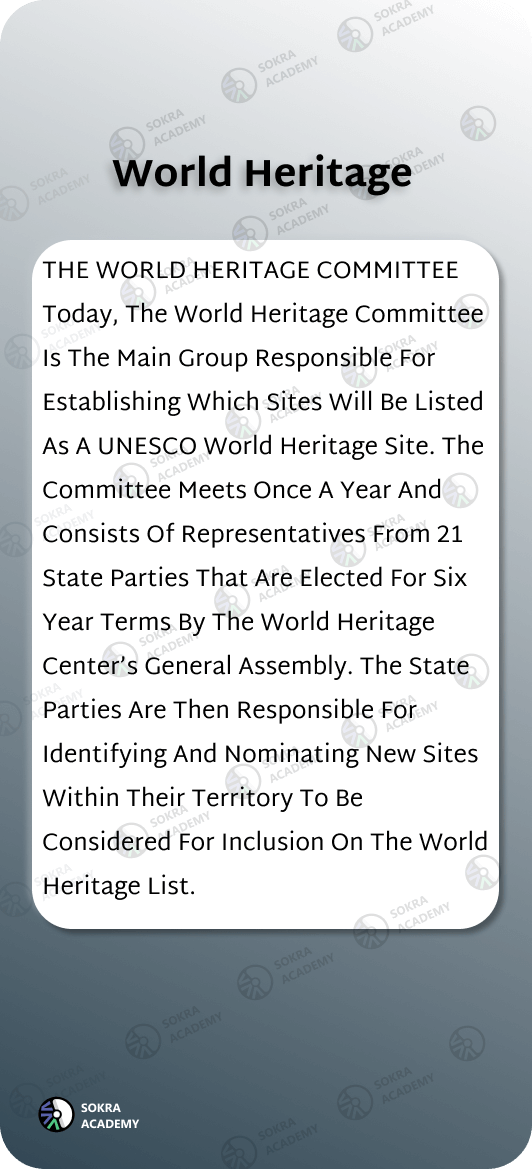 World Heritage
THE WORLD HERITAGE COMMITTEE
Today, The World Heritage Committee
Is The Main Group Responsible For
Establishing Which Sites Will Be Listed
As A UNESCO World Heritage Site. The
Committee Meets Once A Year And
Consists Of Representatives From 21
State Parties That Are Elected For Six
Year Terms By The World Heritage
Center’s General Assembly. The State
Parties Are Then Responsible For
Identifying And Nominating New Sites
Within Their Territory To Be
Considered For Inclusion On The World
Heritage List.
SOKRA
ACADEMY